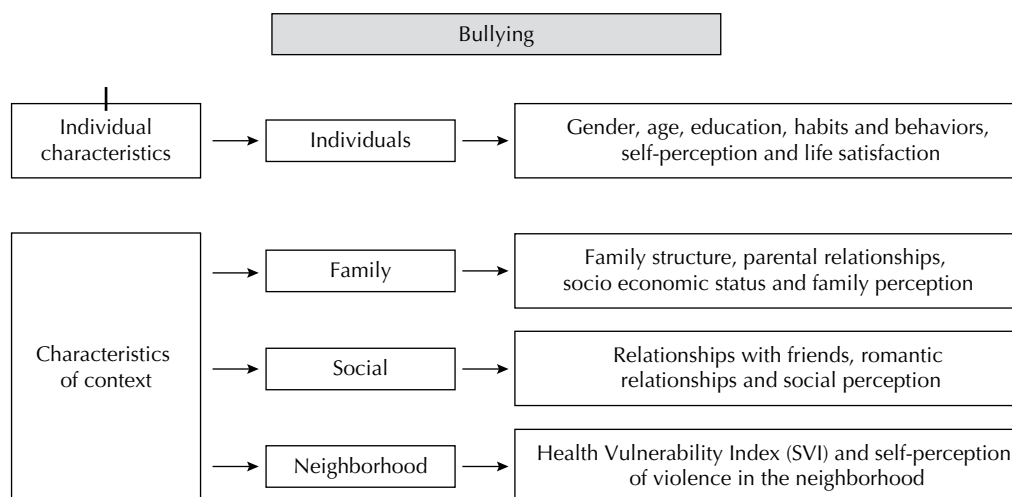 Bullying
Individual
characteristics
Individuals
Gender, age, education, habits and behaviors,
self-perception and life satisfaction
Characteristics
of context
Family
Family structure, parental relationships,
socio economic status and family perception
Social
Relationships with friends, romantic
relationships and social perception
Neighborhood
Health Vulnerability Index (SVI) and self-perception
of violence in the neighborhood